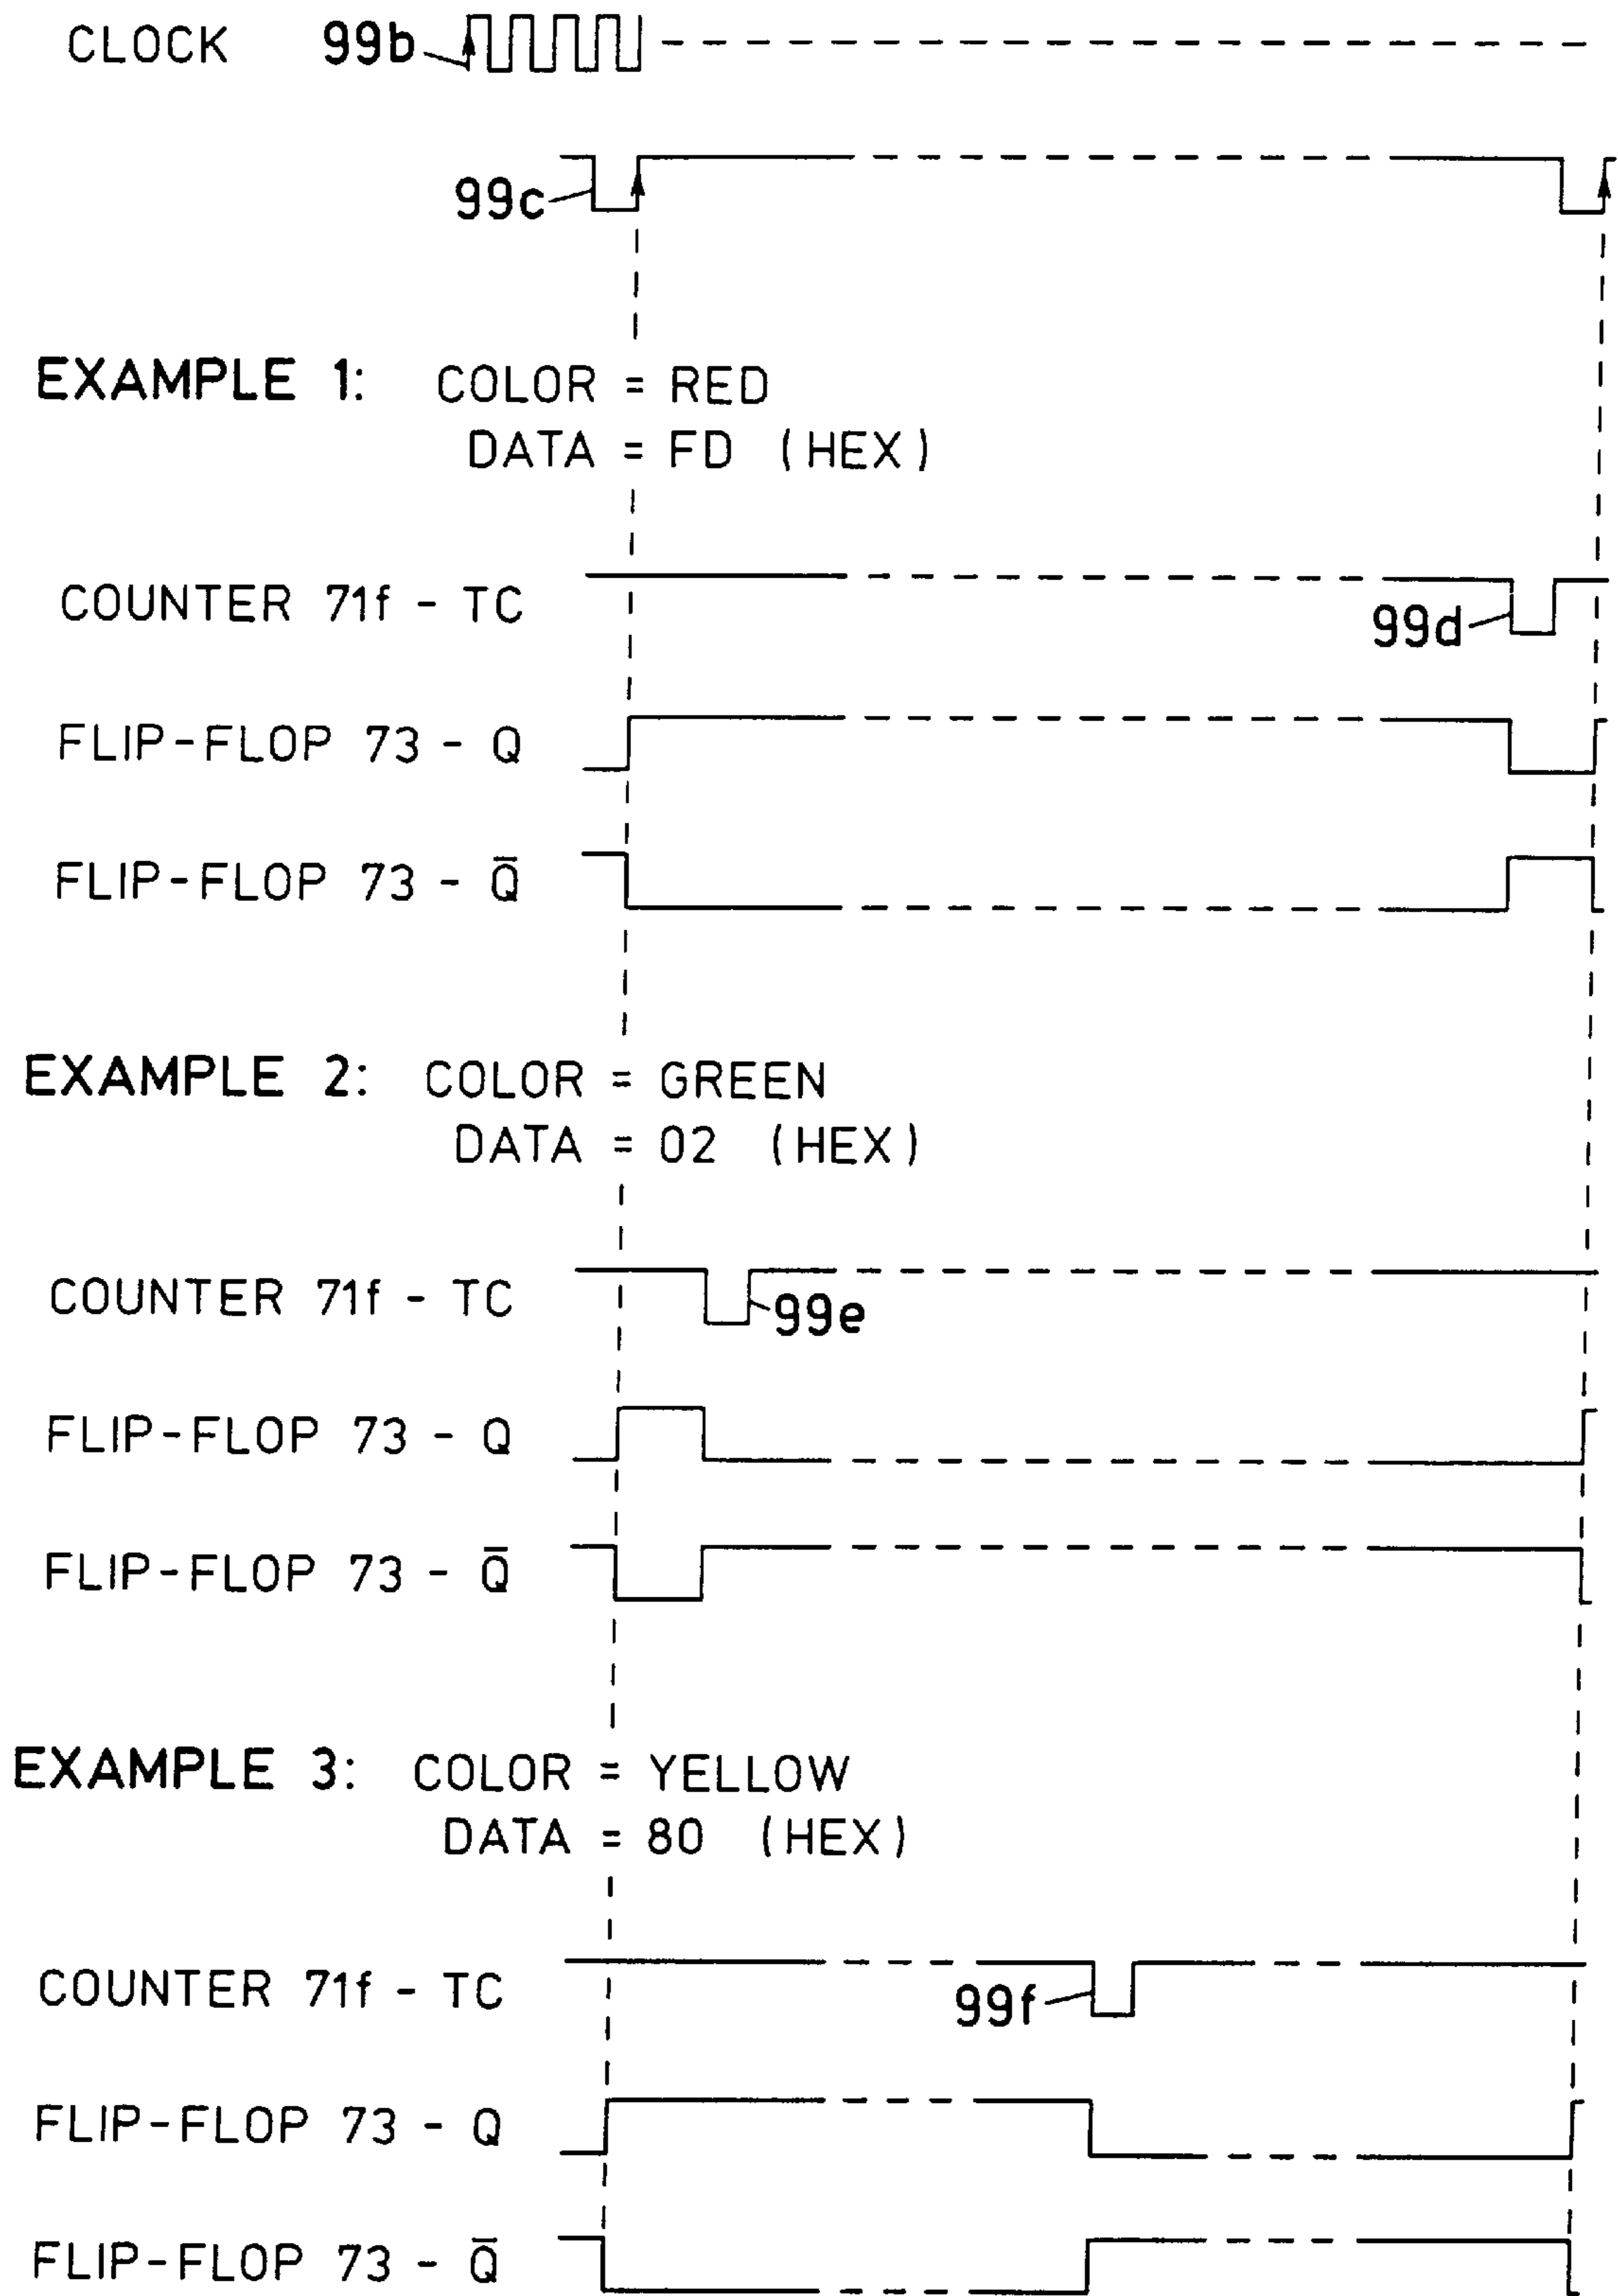 CLOCK 99b
99c
EXAMPLE 1: COLOR = RED
DATA = FD (HEX)
COUNTER 71f - TC
99d
FLIP-FLOP 73 - Q
FLIP-FLOP 73 - Q̅
EXAMPLE 2: COLOR = GREEN
DATA = 02 (HEX)
COUNTER 71f - TC
99e
FLIP-FLOP 73 - Q
FLIP-FLOP 73 - Q̅
EXAMPLE 3: COLOR = YELLOW
DATA = 80 (HEX)
COUNTER 71f - TC
99f
FLIP-FLOP 73 - Q
FLIP-FLOP 73 - Q̅